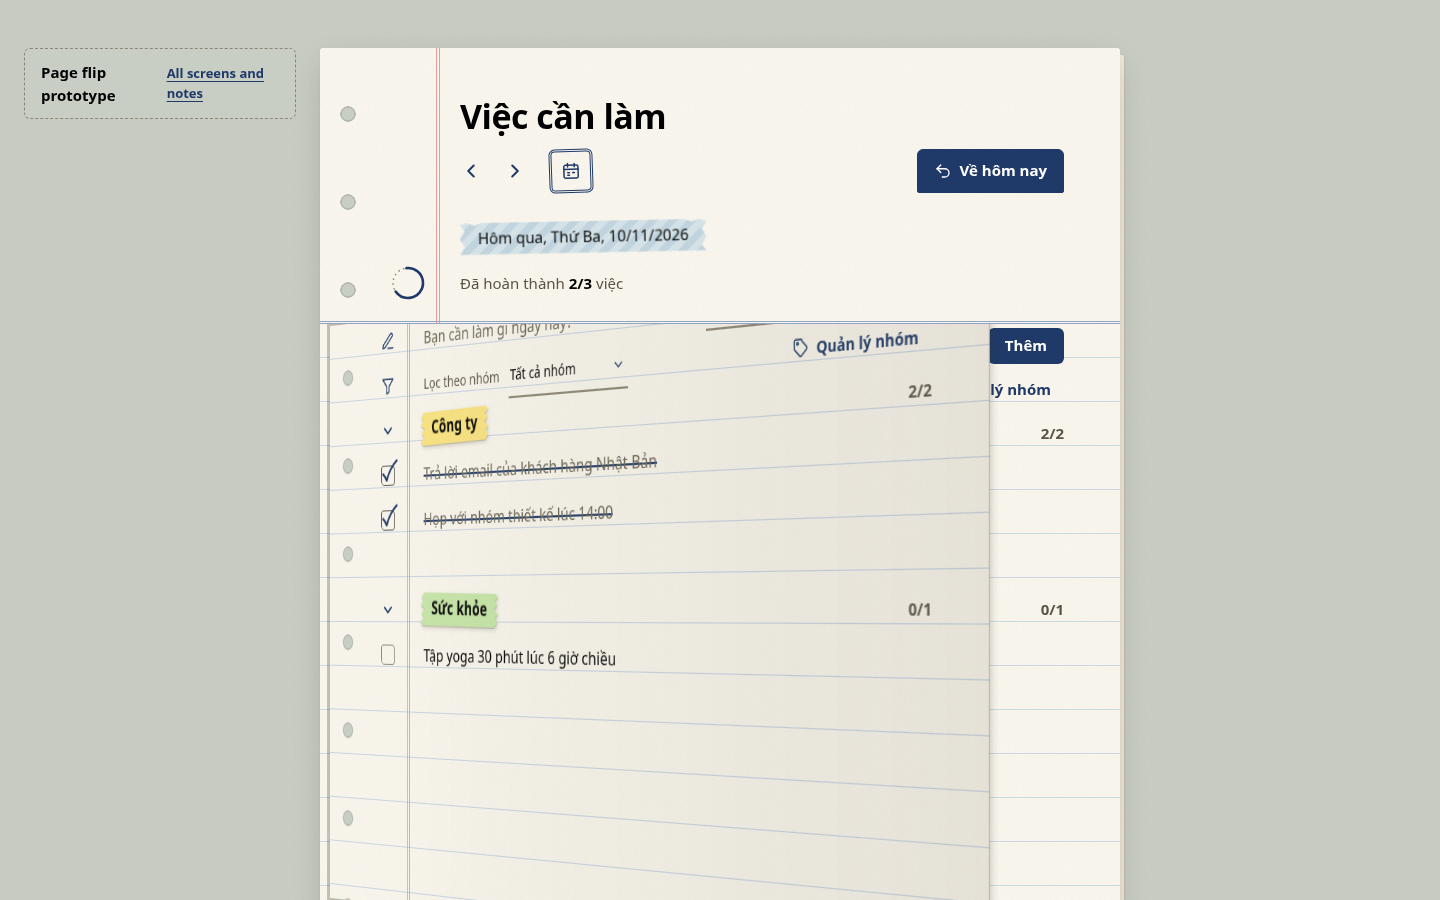 Page flip prototype
All screens and notes
Việc cần làm
Về hôm nay
Hôm qua, Thứ Ba, 10/11/2026
Đã hoàn thành 2/3 việc
Bạn cần làm gì ngày nay?
Thêm
Lọc theo nhóm Tất cả nhóm
Quản lý nhóm
lý nhóm
Công ty
2/2
2/2
Trả lời email của khách hàng Nhật Bản
Họp với nhóm thiết kế lúc 14:00
Sức khỏe
0/1
0/1
Tập yoga 30 phút lúc 6 giờ chiều